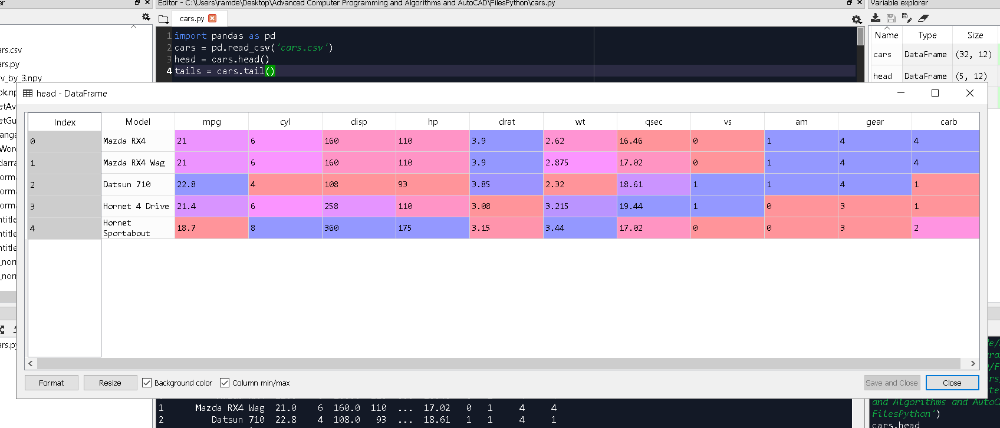 Editor - C:\Users\ramde\Desktop\Advanced Computer Programming and Algorithms and AutoCAD\FilesPython\cars.py
Variable explorer
cars.py
1 import pandas as pd
2 cars = pd.read_csv('cars.csv')
3 head = cars.head()
4 tails = cars.tail()
Name Type Size
cars DataFrame (32, 12)
head DataFrame (5, 12)
ars.csv
ars.py
v_by_3.npy
head - DataFrame
Index Model mpg cyl disp hp drat wt qsec vs am gear carb
0 Mazda RX4 21 6 160 110 3.9 2.62 16.46 0 1 4 4
1 Mazda RX4 Wag 21 6 160 110 3.9 2.875 17.02 0 1 4 4
2 Datsun 710 22.8 4 108 93 3.85 2.32 18.61 1 1 4 1
3 Hornet 4 Drive 21.4 6 258 110 3.08 3.215 19.44 1 0 3 1
4 Hornet Sportabout 18.7 8 360 175 3.15 3.44 17.02 0 0 3 2
Format Resize Background color Column min/max Save and Close Close
1 Mazda RX4 Wag 21.0 6 160.0 110 ... 17.02 0 1 4 4
2 Datsun 710 22.8 4 108.0 93 ... 18.61 1 1 4 1
and Algorithms and AutoCA
FilesPython')
cars.head